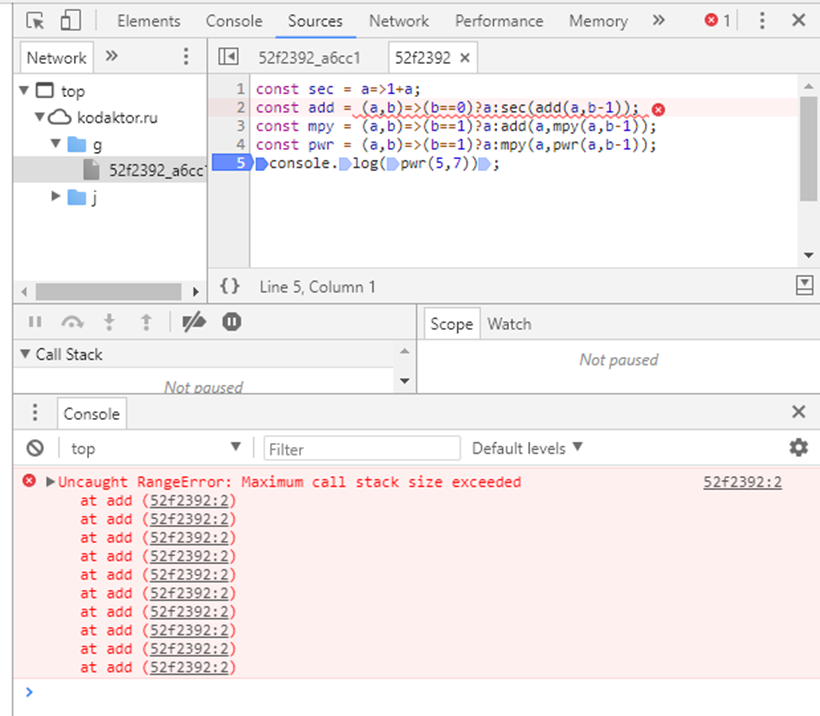 Elements Console Sources Network Performance Memory » 1
Network » 52f2392_a6cc1 52f2392 ×
top
kodaktor.ru
g
52f2392_a6cc1
j
1 const sec = a=>1+a;
2 const add = (a,b)=>(b==0)?a:sec(add(a,b-1));
3 const mpy = (a,b)=>(b==1)?a:add(a,mpy(a,b-1));
4 const pwr = (a,b)=>(b==1)?a:mpy(a,pwr(a,b-1));
5 console.log(pwr(5,7));
{} Line 5, Column 1
Scope Watch
Call Stack
Not paused
Not paused
Console
top Filter Default levels
Uncaught RangeError: Maximum call stack size exceeded 52f2392:2
at add (52f2392:2)
at add (52f2392:2)
at add (52f2392:2)
at add (52f2392:2)
at add (52f2392:2)
at add (52f2392:2)
at add (52f2392:2)
at add (52f2392:2)
at add (52f2392:2)
at add (52f2392:2)
>